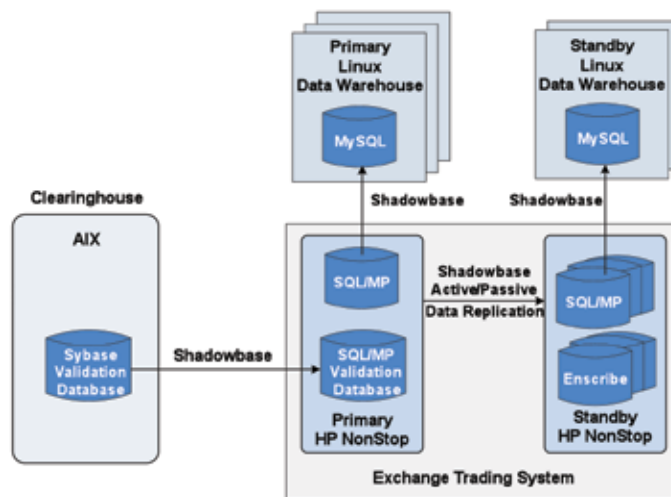 Primary
Linux
Data Warehouse
MySQL
Standby
Linux
Data Warehouse
MySQL
Shadowbase
Shadowbase
Clearinghouse
AIX
Sybase
Validation
Database
Shadowbase
SQL/MP
SQL/MP
Validation
Database
Primary
HP NonStop
Shadowbase
Active/Passive
Data Replication
SQL/MP
Enscribe
Standby
HP NonStop
Exchange Trading System